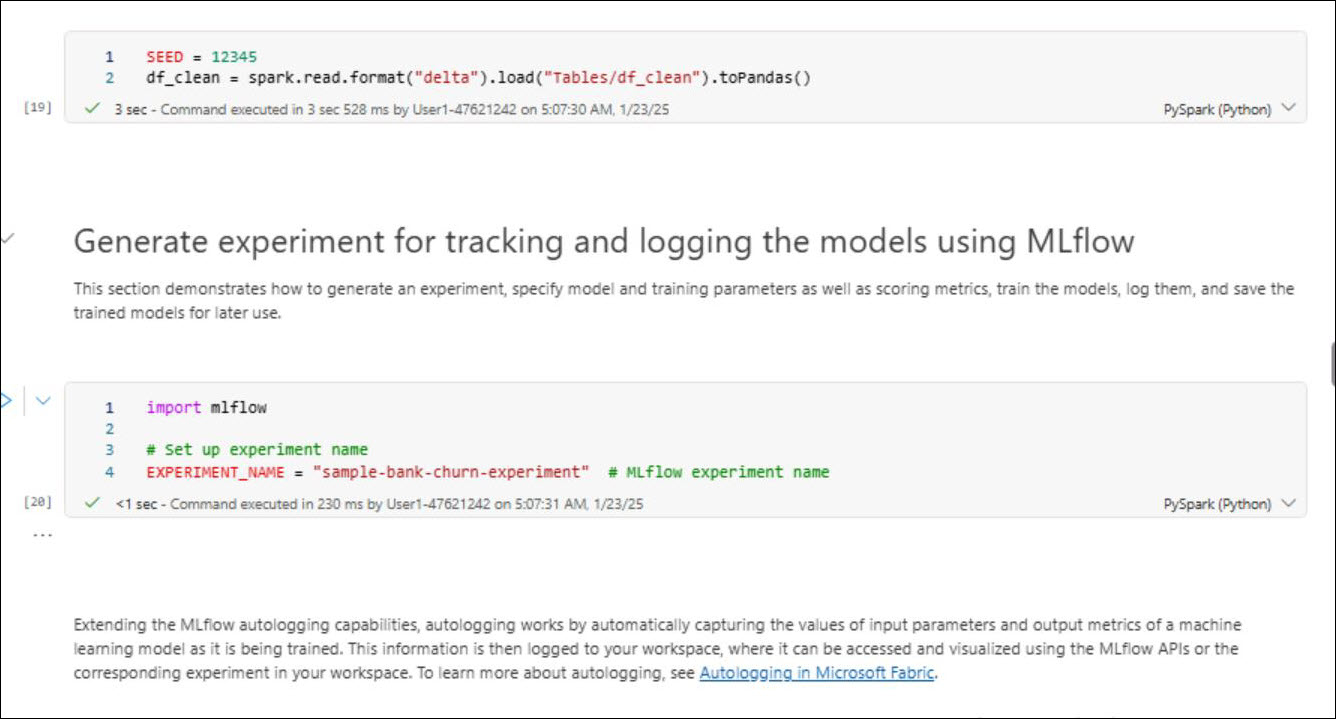 1 SEED = 12345
2 df_clean = spark.read.format("delta").load("Tables/df_clean").toPandas()
[19] 3 sec - Command executed in 3 sec 528 ms by User1-47621242 on 5:07:30 AM, 1/23/25 PySpark (Python)
Generate experiment for tracking and logging the models using MLflow
This section demonstrates how to generate an experiment, specify model and training parameters as well as scoring metrics, train the models, log them, and save the
trained models for later use.
1 import mlflow
2
3 # Set up experiment name
4 EXPERIMENT_NAME = "sample-bank-churn-experiment" # MLflow experiment name
[20] <1 sec - Command executed in 230 ms by User1-47621242 on 5:07:31 AM, 1/23/25 PySpark (Python)
...
Extending the MLflow autologging capabilities, autologging works by automatically capturing the values of input parameters and output metrics of a machine
learning model as it is being trained. This information is then logged to your workspace, where it can be accessed and visualized using the MLflow APIs or the
corresponding experiment in your workspace. To learn more about autologging, see Autologging in Microsoft Fabric.